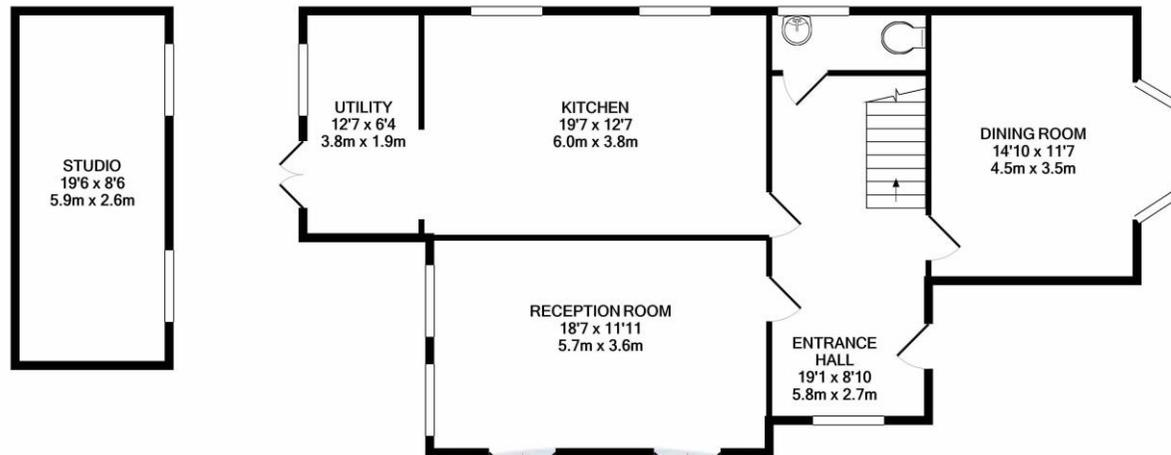 STUDIO
19'6 x 8'6
5.9m x 2.6m
UTILITY
12'7 x 6'4
3.8m x 1.9m
KITCHEN
19'7 x 12'7
6.0m x 3.8m
DINING ROOM
14'10 x 11'7
4.5m x 3.5m
RECEPTION ROOM
18'7 x 11'11
5.7m x 3.6m
ENTRANCE
HALL
19'1 x 8'10
5.8m x 2.7m